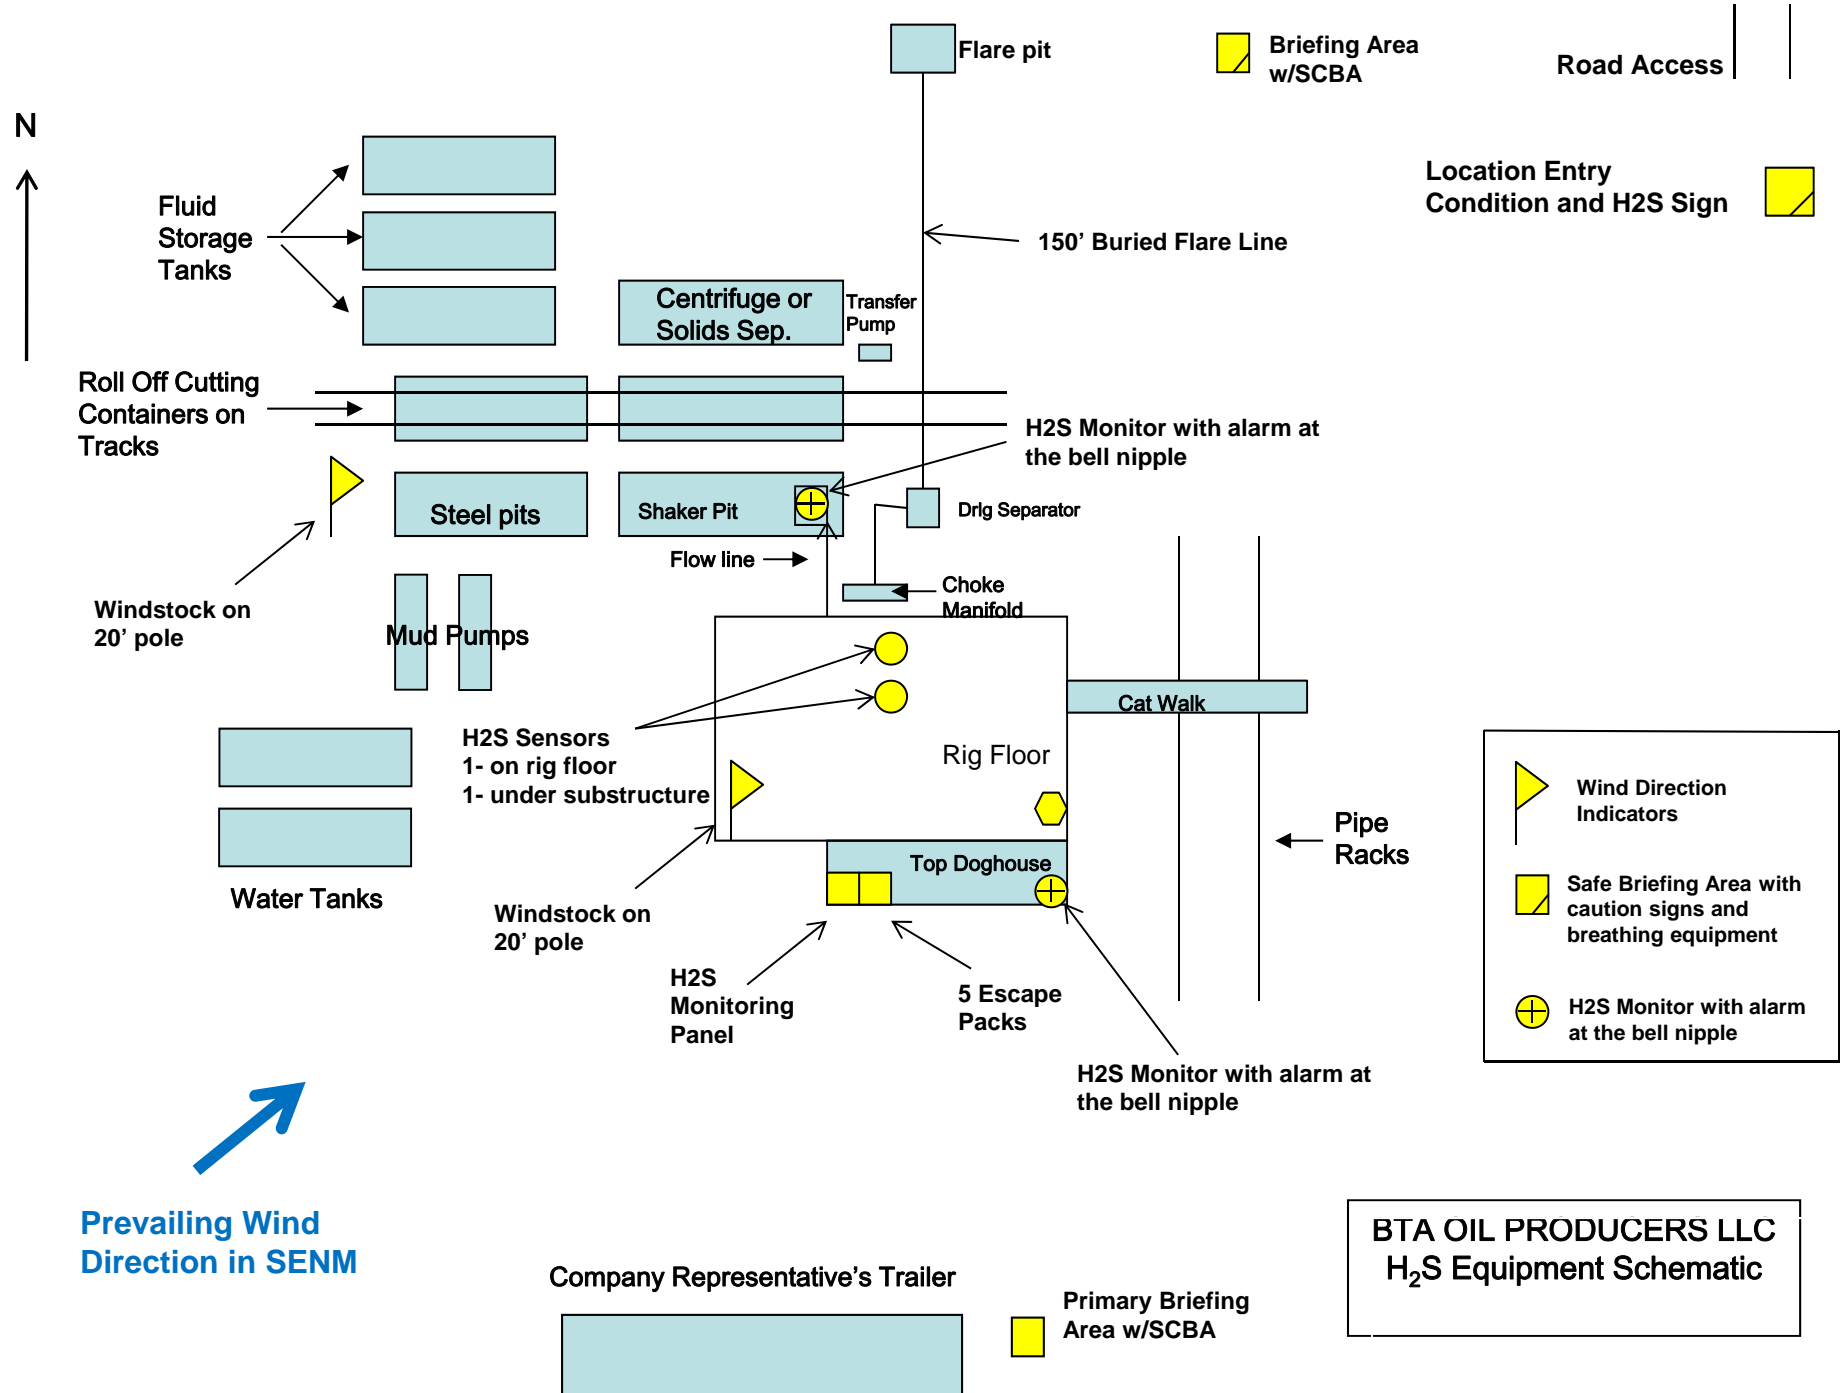 Flare pit
Briefing Area
w/SCBA
Road Access
N
Location Entry
Condition and H2S Sign
Fluid
Storage
Tanks
150’ Buried Flare Line
Centrifuge or
Solids Sep.
Transfer
Pump
Roll Off Cutting
Containers on
Tracks
H2S Monitor with alarm at
the bell nipple
Steel pits
Shaker Pit
Drlg Separator
Flow line
Choke
Manifold
Windstock on
20’ pole
Mud Pumps
Cat Walk
H2S Sensors
1- on rig floor
1- under substructure
Rig Floor
Wind Direction
Indicators
Pipe
Racks
Top Doghouse
Water Tanks
Safe Briefing Area with
caution signs and
breathing equipment
Windstock on
20’ pole
H2S
Monitoring
Panel
5 Escape
Packs
H2S Monitor with alarm
at the bell nipple
H2S Monitor with alarm at
the bell nipple
Prevailing Wind
Direction in SENM
BTA OIL PRODUCERS LLC
H₂S Equipment Schematic
Company Representative’s Trailer
Primary Briefing
Area w/SCBA